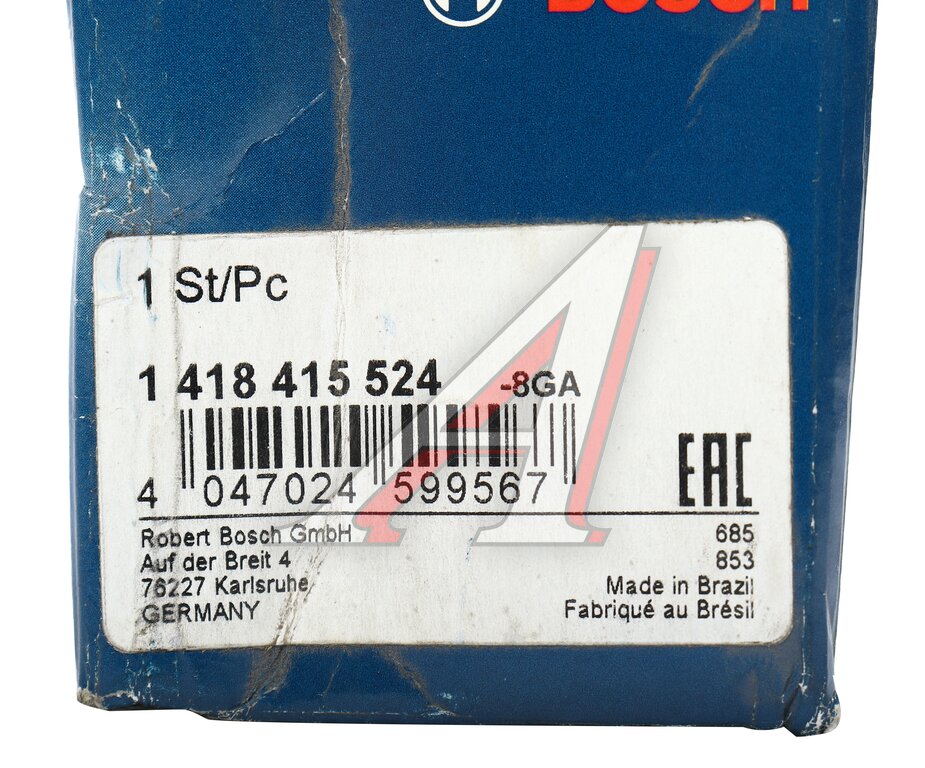 BOSCH
1 St/Pc
1 418 415 524 -8GA
4 047024 599567
EAC
Robert Bosch GmbH
Auf der Breit 4
76227 Karlsruhe
GERMANY
685
853
Made in Brazil
Fabriqué au Brésil